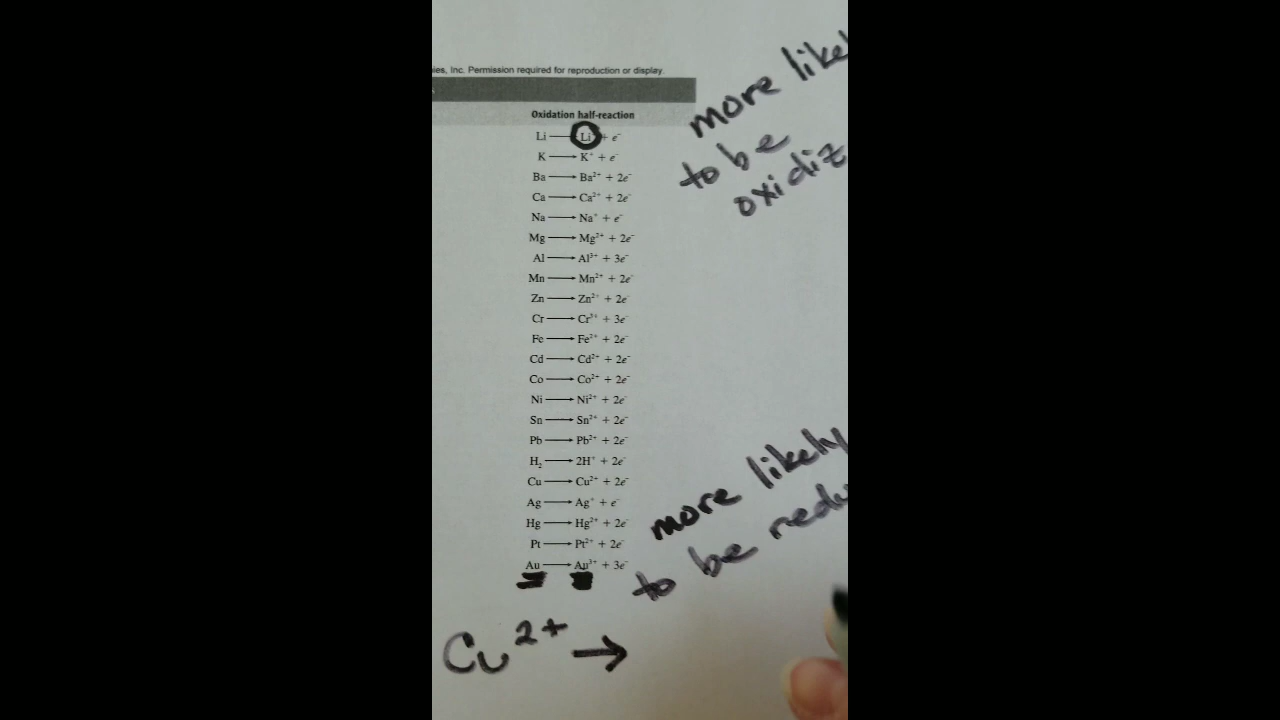 Inc. Permission required for reproduction or display.
Oxidation half-reaction
Li → Li⁺ + e⁻
K → K⁺ + e⁻
Ba → Ba²⁺ + 2e⁻
Ca → Ca²⁺ + 2e⁻
Na → Na⁺ + e⁻
Mg → Mg²⁺ + 2e⁻
Al → Al³⁺ + 3e⁻
Mn → Mn²⁺ + 2e⁻
Zn → Zn²⁺ + 2e⁻
Cr → Cr³⁺ + 3e⁻
Fe → Fe²⁺ + 2e⁻
Cd → Cd²⁺ + 2e⁻
Co → Co²⁺ + 2e⁻
Ni → Ni²⁺ + 2e⁻
Sn → Sn²⁺ + 2e⁻
Pb → Pb²⁺ + 2e⁻
H₂ → 2H⁺ + 2e⁻
Cu → Cu²⁺ + 2e⁻
Ag → Ag⁺ + e⁻
Hg → Hg²⁺ + 2e⁻
Pt → Pt²⁺ + 2e⁻
Au → Au³⁺ + 3e⁻
more likel
to be
oxidiz
more likely
to be redu
Cu²⁺ →